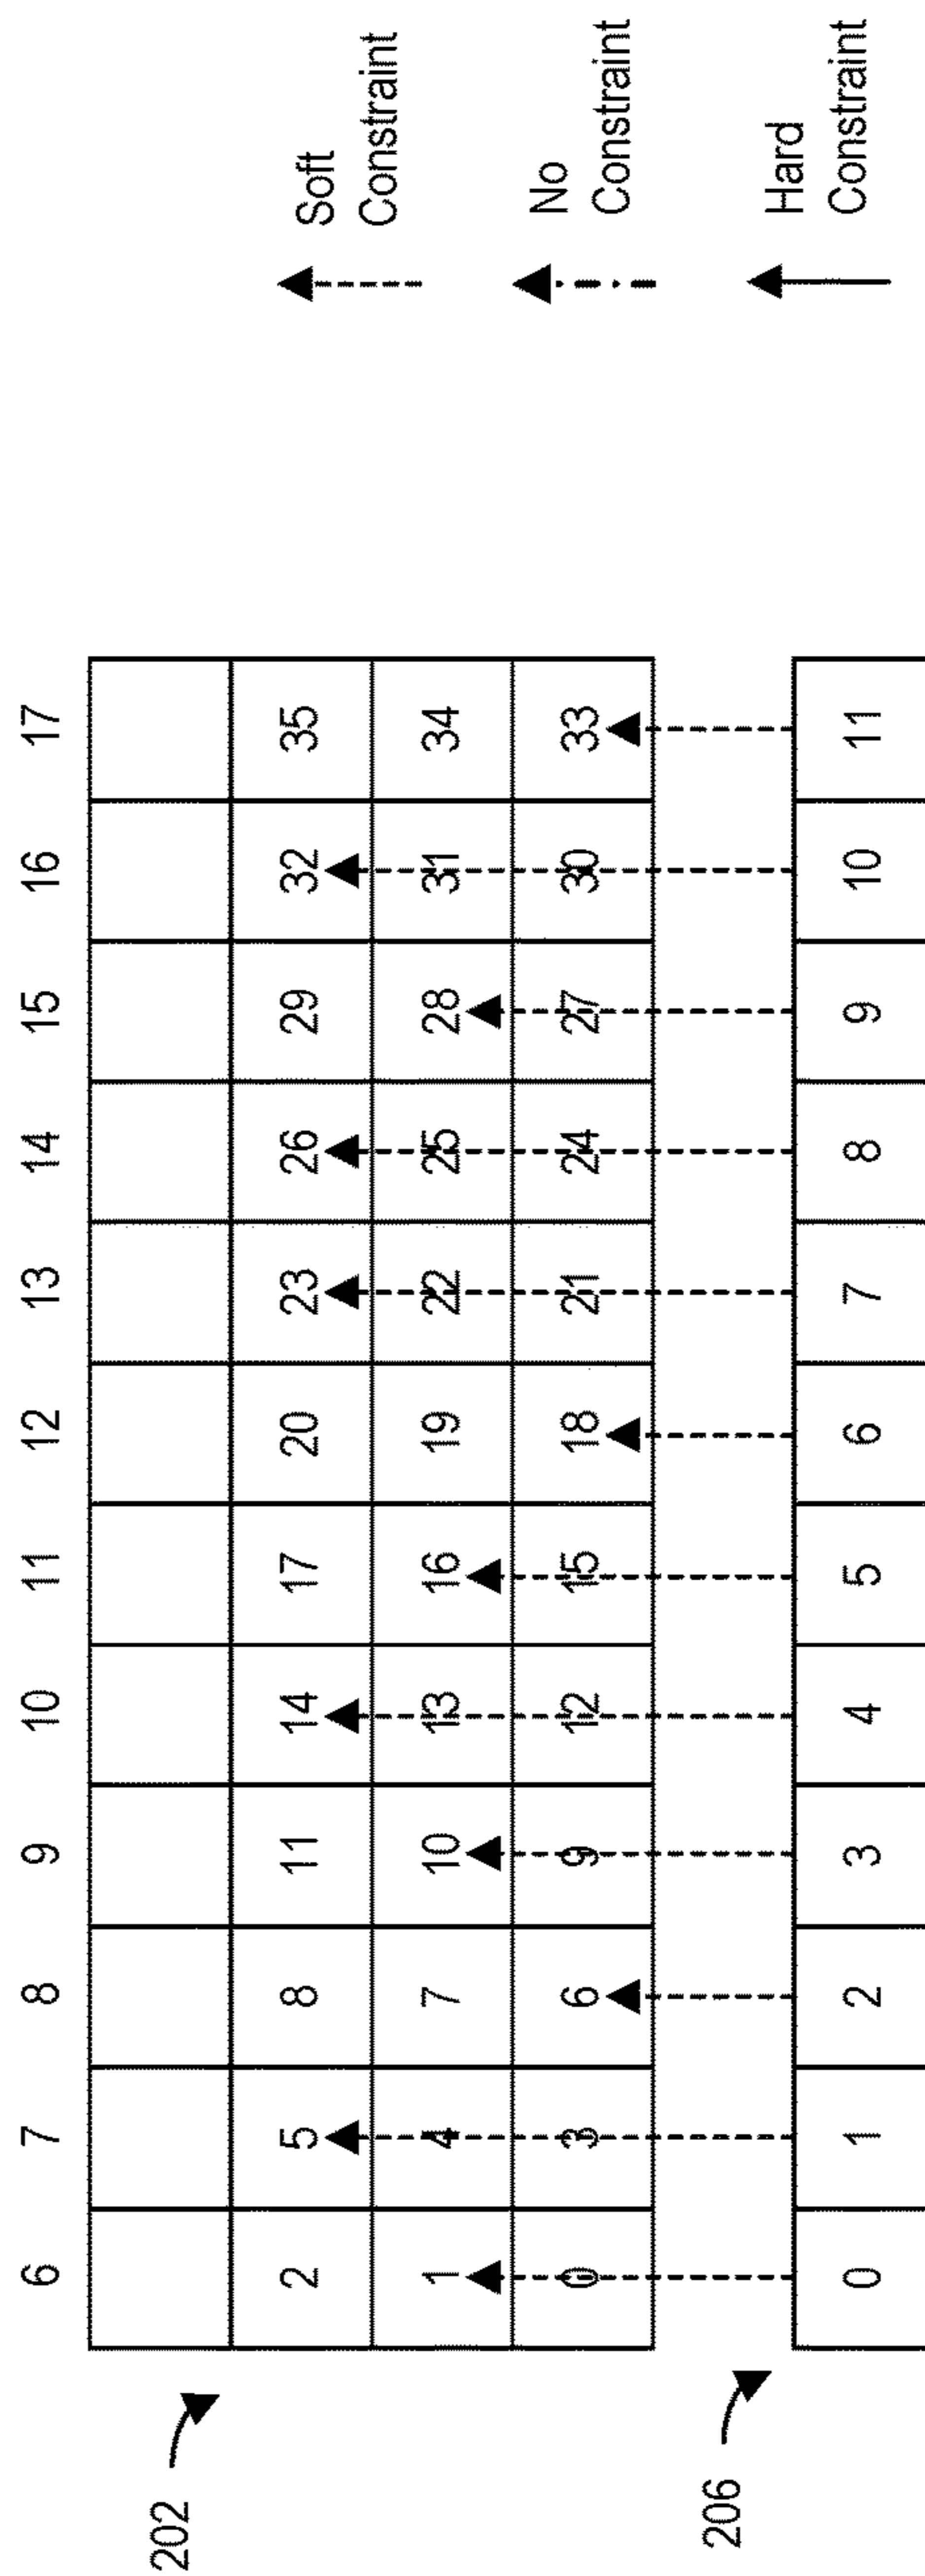 6 7 8 9 10 11 12 13 14 15 16 17
202
2 5 8 11 14 17 20 23 26 29 32 35
1 4 7 10 13 16 19 22 25 28 31 34
0 3 6 9 12 15 18 21 24 27 30 33
206
0 1 2 3 4 5 6 7 8 9 10 11
Soft
Constraint
No
Constraint
Hard
Constraint